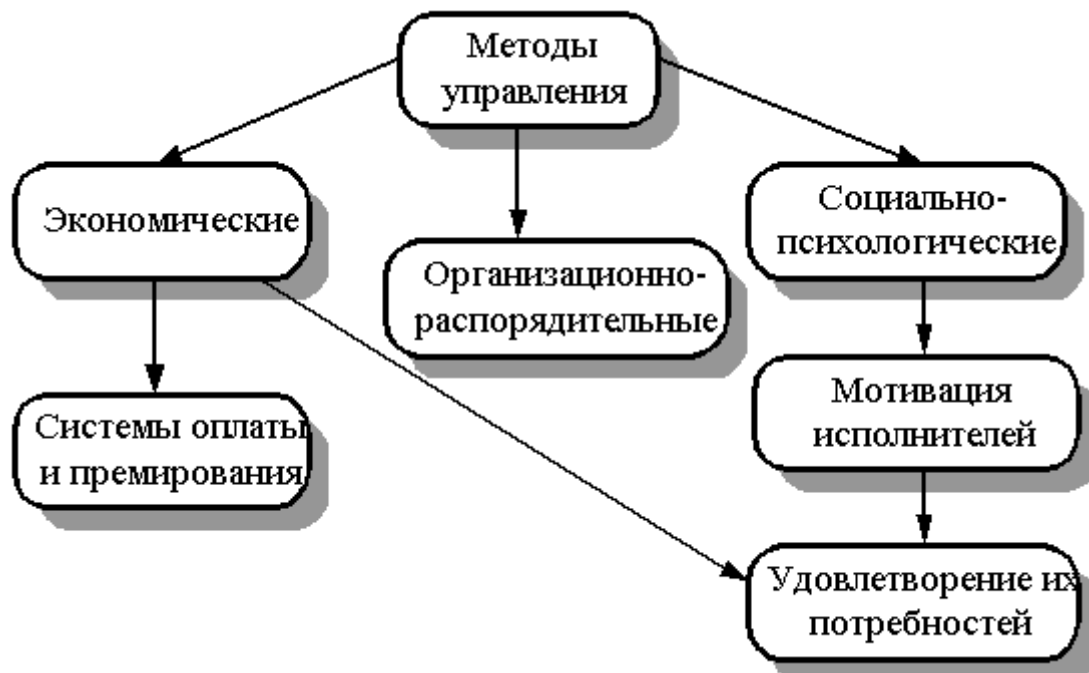 Методы
управления
Экономические
Социально-
психологические
Организационно-
распорядительные
Системы оплаты
и премирования
Мотивация
исполнителей
Удовлетворение их
потребностей